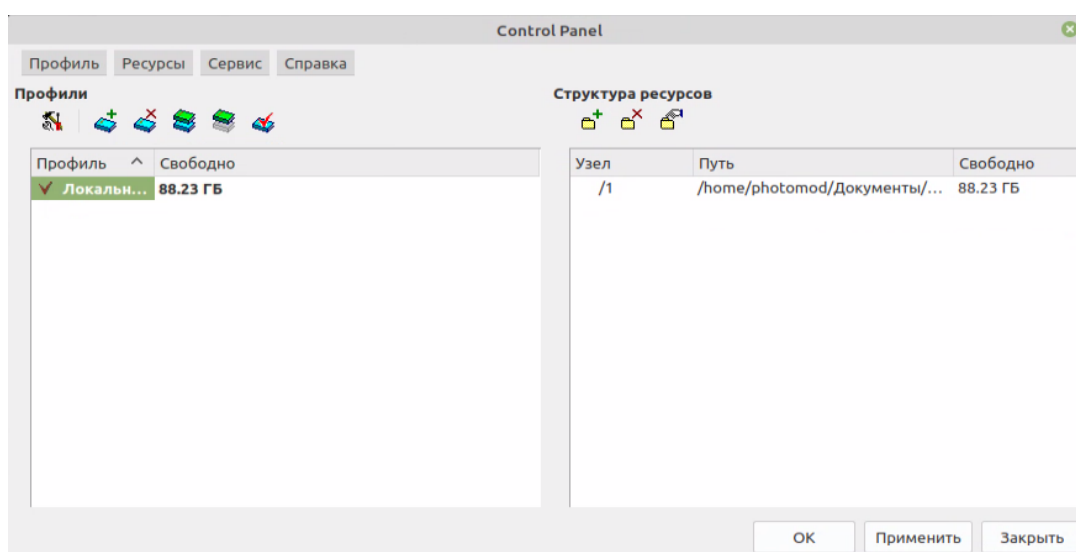 Control Panel
Профиль Ресурсы Сервис Справка
Профили
Структура ресурсов
Профиль Свободно
Локальн... 88.23 ГБ
Узел Путь Свободно
/1 /home/photomod/Документы/... 88.23 ГБ
OK Применить Закрыть